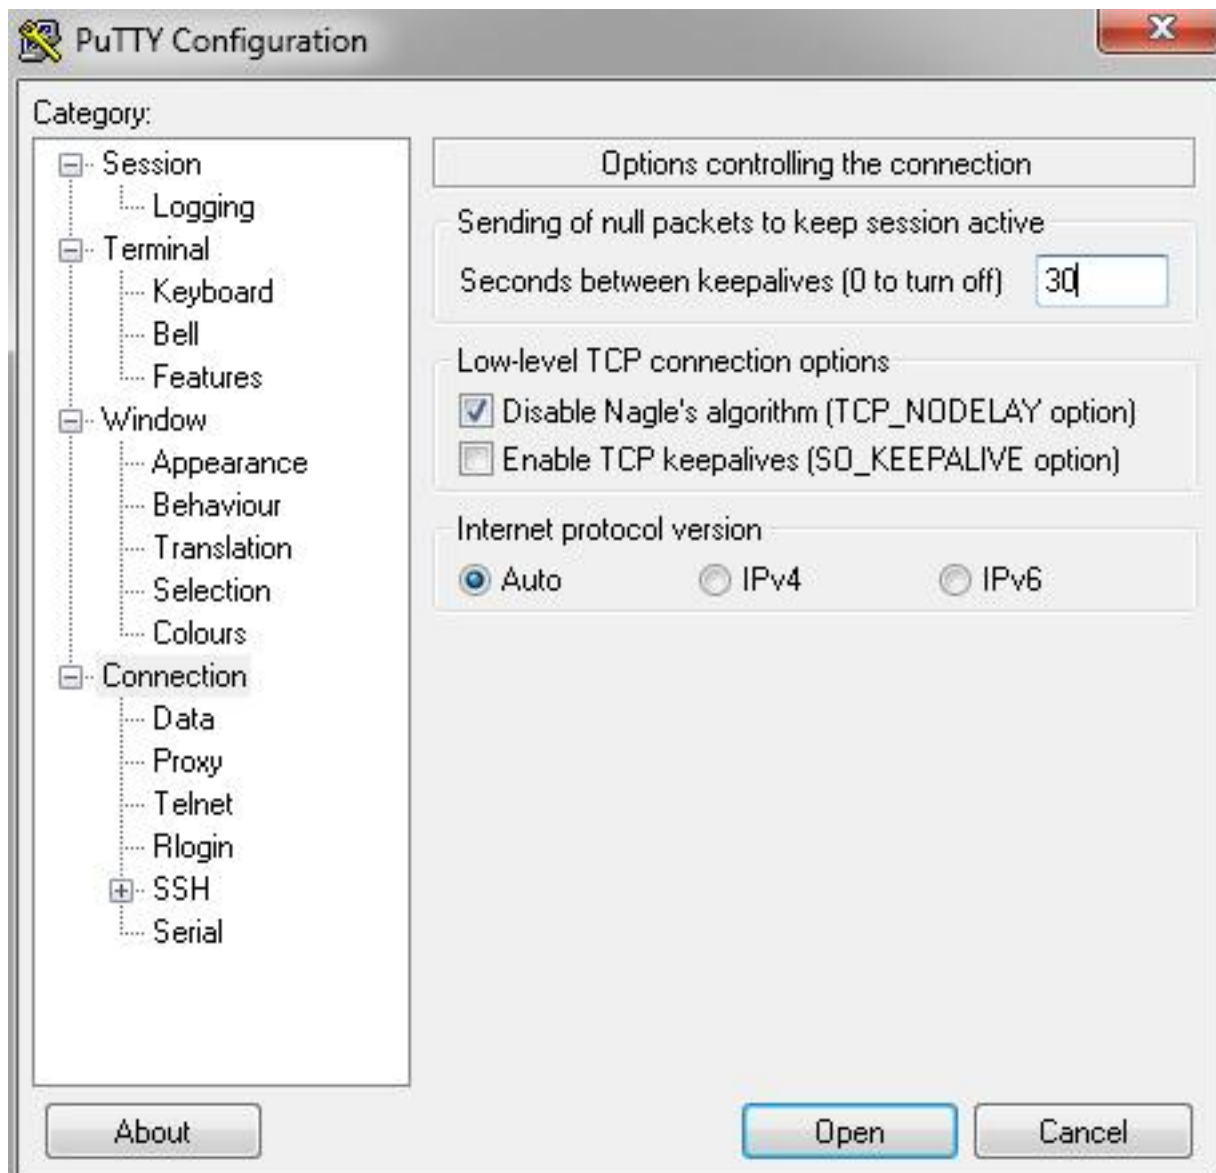 PuTTY Configuration
Category:
Session
Logging
Terminal
Keyboard
Bell
Features
Window
Appearance
Behaviour
Translation
Selection
Colours
Connection
Data
Proxy
Telnet
Rlogin
SSH
Serial
Options controlling the connection
Sending of null packets to keep session active
Seconds between keepalives (0 to turn off) 30
Low-level TCP connection options
Disable Nagle's algorithm (TCP_NODELAY option)
Enable TCP keepalives (SO_KEEPALIVE option)
Internet protocol version
Auto IPv4 IPv6
About Open Cancel